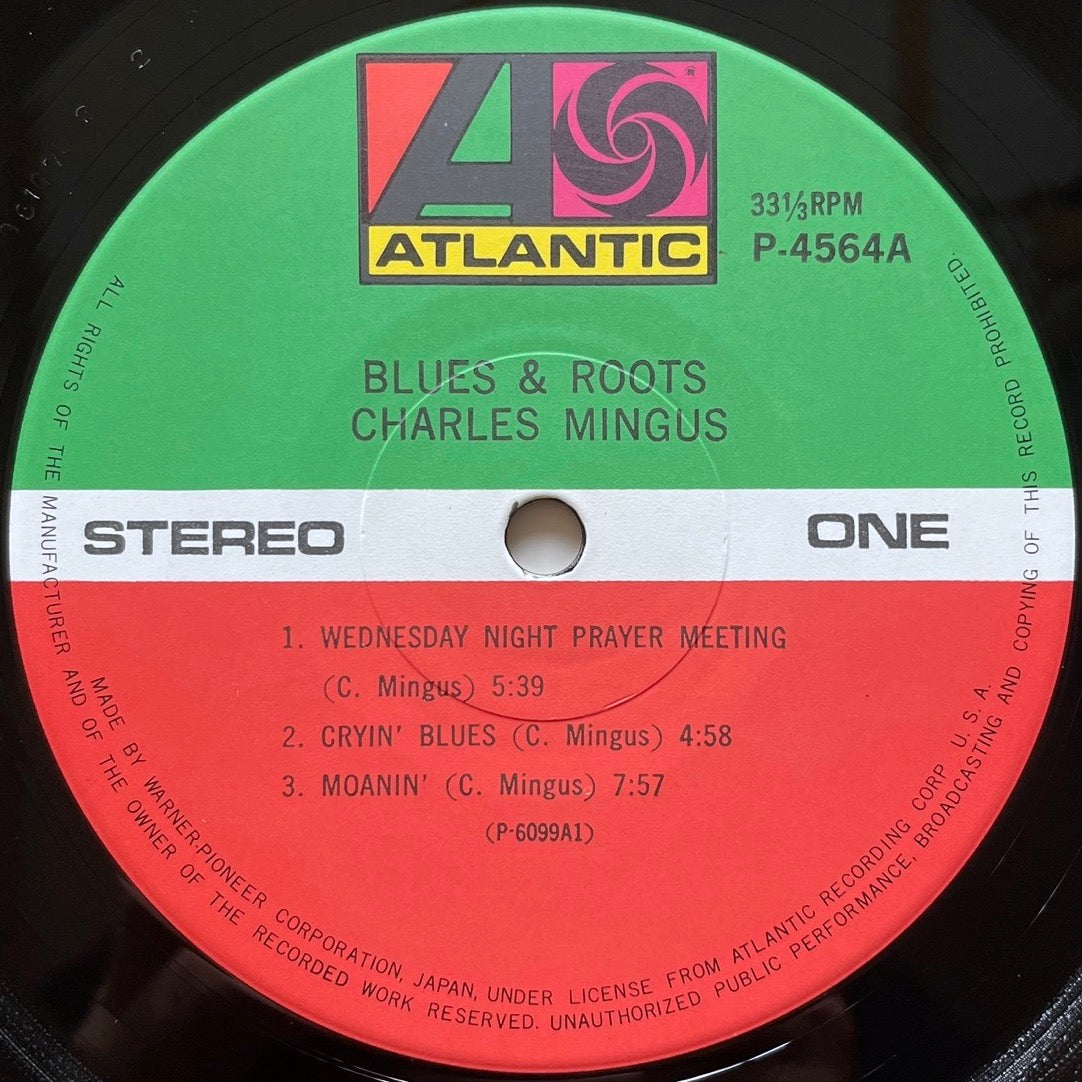 ATLANTIC
®
33⅓RPM
P-4564A
BLUES & ROOTS
CHARLES MINGUS
STEREO
ONE
1. WEDNESDAY NIGHT PRAYER MEETING
(C. Mingus) 5:39
2. CRYIN' BLUES (C. Mingus) 4:58
3. MOANIN' (C. Mingus) 7:57
(P-6099A1)
ALL RIGHTS OF THE MANUFACTURER AND OF THE OWNER OF THE RECORDED WORK RESERVED. UNAUTHORIZED PUBLIC PERFORMANCE, BROADCASTING AND COPYING OF THIS RECORD PROHIBITED.
MADE BY WARNER-PIONEER CORPORATION, JAPAN, UNDER LICENSE FROM ATLANTIC RECORDING CORP U. S. A.